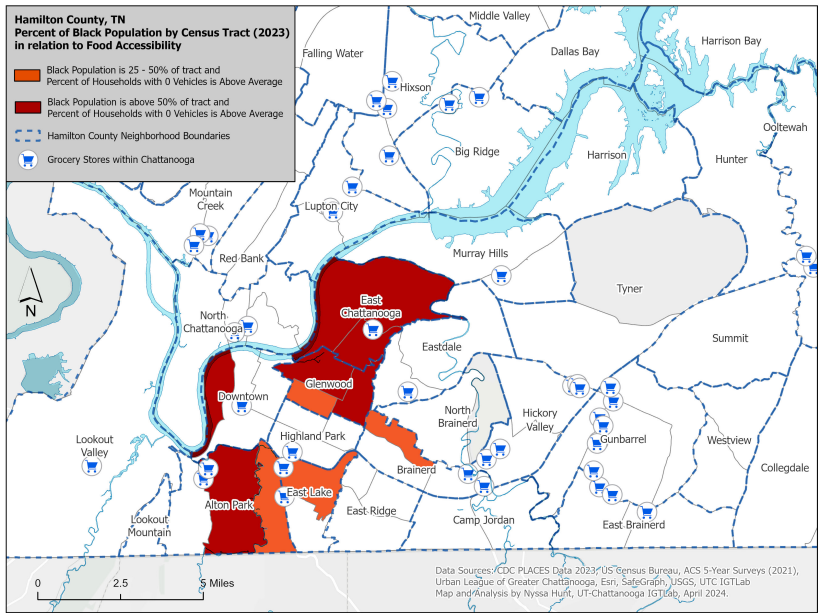 Hamilton County, TN
Percent of Black Population by Census Tract (2023)
in relation to Food Accessibility
Black Population is 25 - 50% of tract and
Percent of Households with 0 Vehicles is Above Average
Black Population is above 50% of tract and
Percent of Households with 0 Vehicles is Above Average
Hamilton County Neighborhood Boundaries
Grocery Stores within Chattanooga
Middle Valley
Falling Water
Dallas Bay
Harrison Bay
Hixson
Ooltewah
Big Ridge
Harrison
Hunter
Mountain
Creek
Lupton City
Red Bank
Murray Hills
Tyner
N
East
Chattanooga
North
Chattanooga
Eastdale
Summit
Glenwood
Downtown
North
Brainerd
Hickory
Valley
Highland Park
Gunbarrel
Westview
Lookout
Valley
Brainerd
Collegedale
East Lake
Alton Park
East Ridge
Camp Jordan
East Brainerd
Lookout
Mountain
0 2.5 5 Miles
Data Sources: CDC PLACES Data 2023, US Census Bureau, ACS 5-Year Surveys (2021),
Urban League of Greater Chattanooga, Esri, SafeGraph, USGS, UTC IGTLab
Map and Analysis by Nyssa Hunt, UT-Chattanooga IGTLab, April 2024.